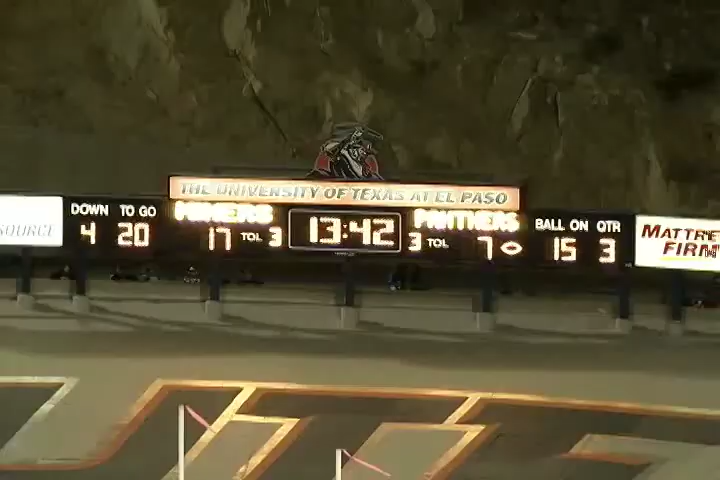 THE UNIVERSITY OF TEXAS AT EL PASO
DOWN TO GO MINERS 13:42 PANTHERS BALL ON QTR
SOURCE 4 20 17 TOL 3 3 TOL 7 15 3 MATTRE
FIRM